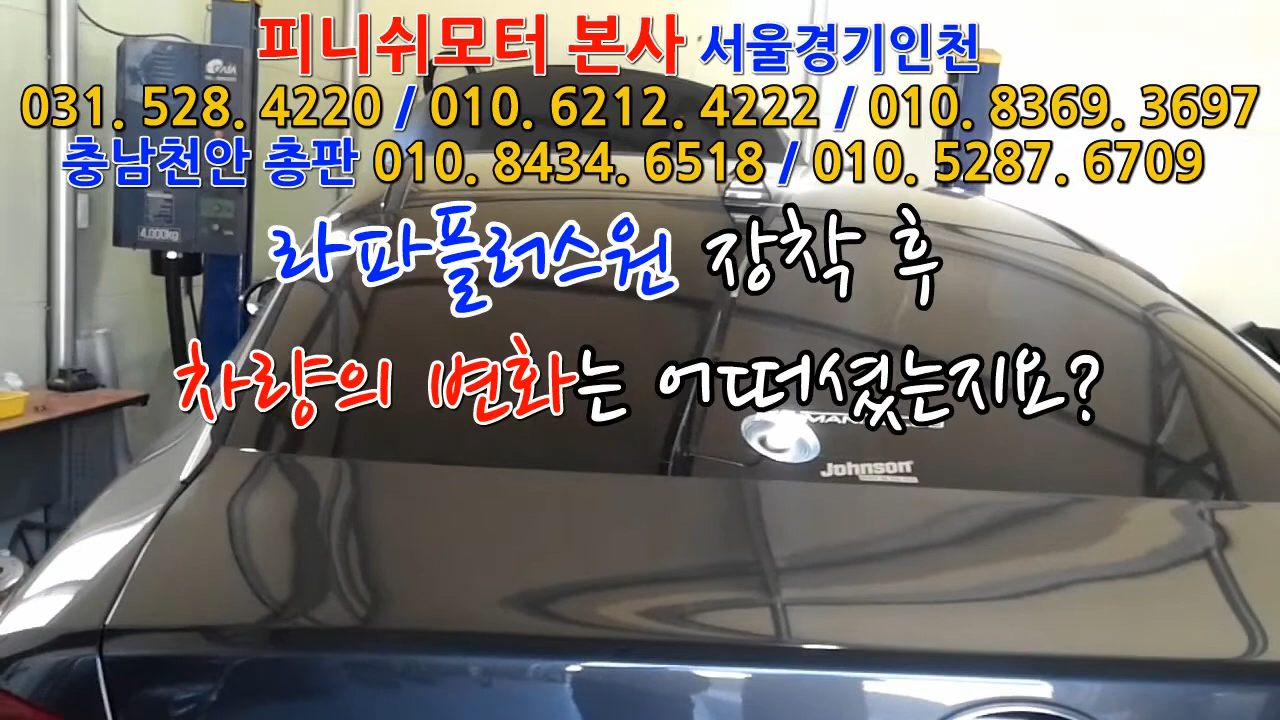 피니쉬모터 본사 서울경기인천
031. 528. 4220 / 010. 6212. 4222 / 010. 8369. 3697
충남천안 총판 010. 8434. 6518 / 010. 5287. 6709
라파플러스원 장착 후
차량의 변화는 어떠셨는지요?
4,000kg
Johnson